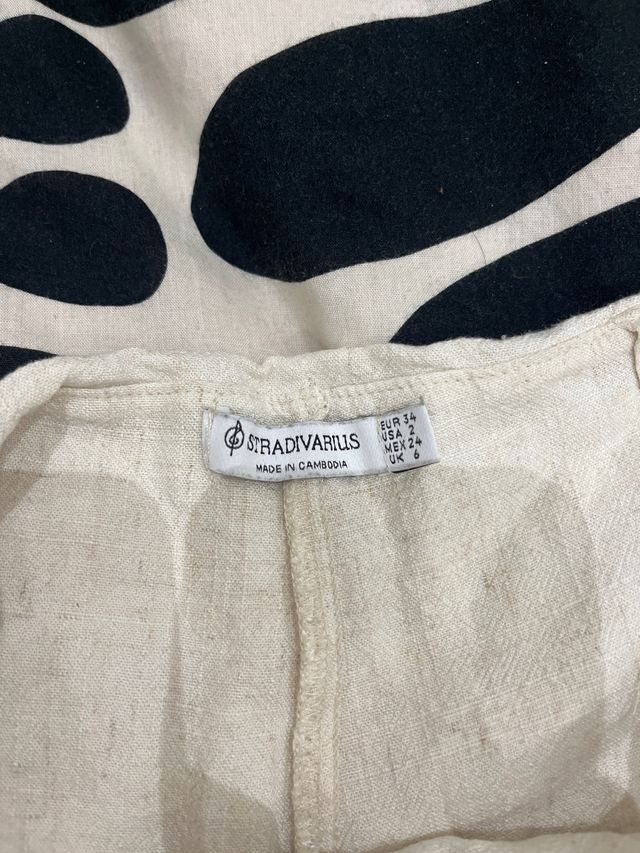 STRADIVARIUS
MADE IN CAMBODIA
EUR 34
USA 2
MEX 24
UK 6